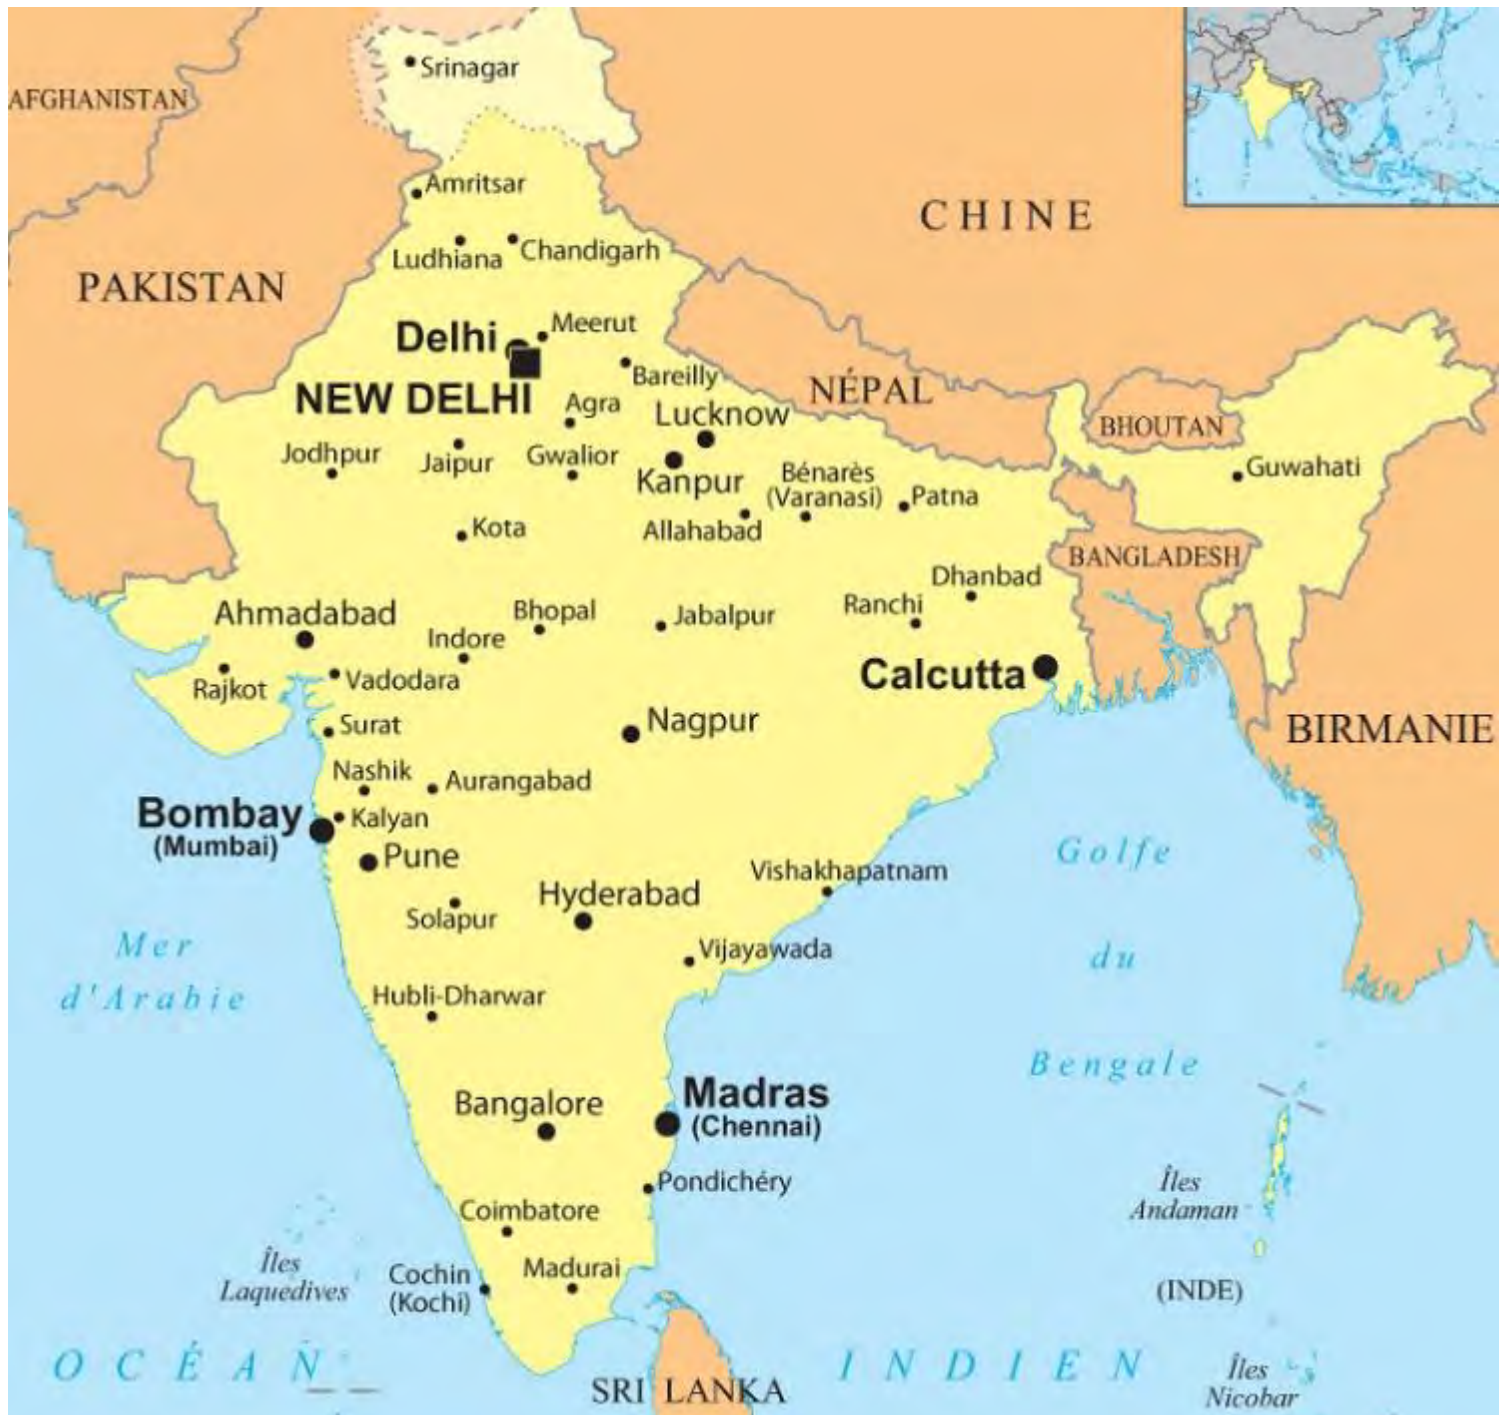 Srinagar
AFGHANISTAN
Amritsar
CHINE
Ludhiana
Chandigarh
PAKISTAN
Delhi
Meerut
NEW DELHI
Bareilly
Agra
Lucknow
NÉPAL
BHOUTAN
Jodhpur
Jaipur
Gwalior
Kanpur
Bénarès
(Varanasi)
Patna
Guwahati
Kota
Allahabad
BANGLADESH
Dhanbad
Ahmadabad
Bhopal
Jabalpur
Ranchi
Indore
Rajkot
Vadodara
Calcutta
Surat
Nagpur
BIRMANIE
Nashik
Aurangabad
Bombay
(Mumbai)
Kalyan
Pune
Golfe
Vishakhapatnam
Solapur
Hyderabad
Mer
d'Arabie
Vijayawada
du
Hubli-Dharwar
Bengale
Bangalore
Madras
(Chennai)
Pondichéry
Îles
Andaman
Coimbatore
Îles
Laquedives
Cochin
(Kochi)
Madurai
(INDE)
OCÉAN
INDIEN
Îles
Nicobar
SRI LANKA